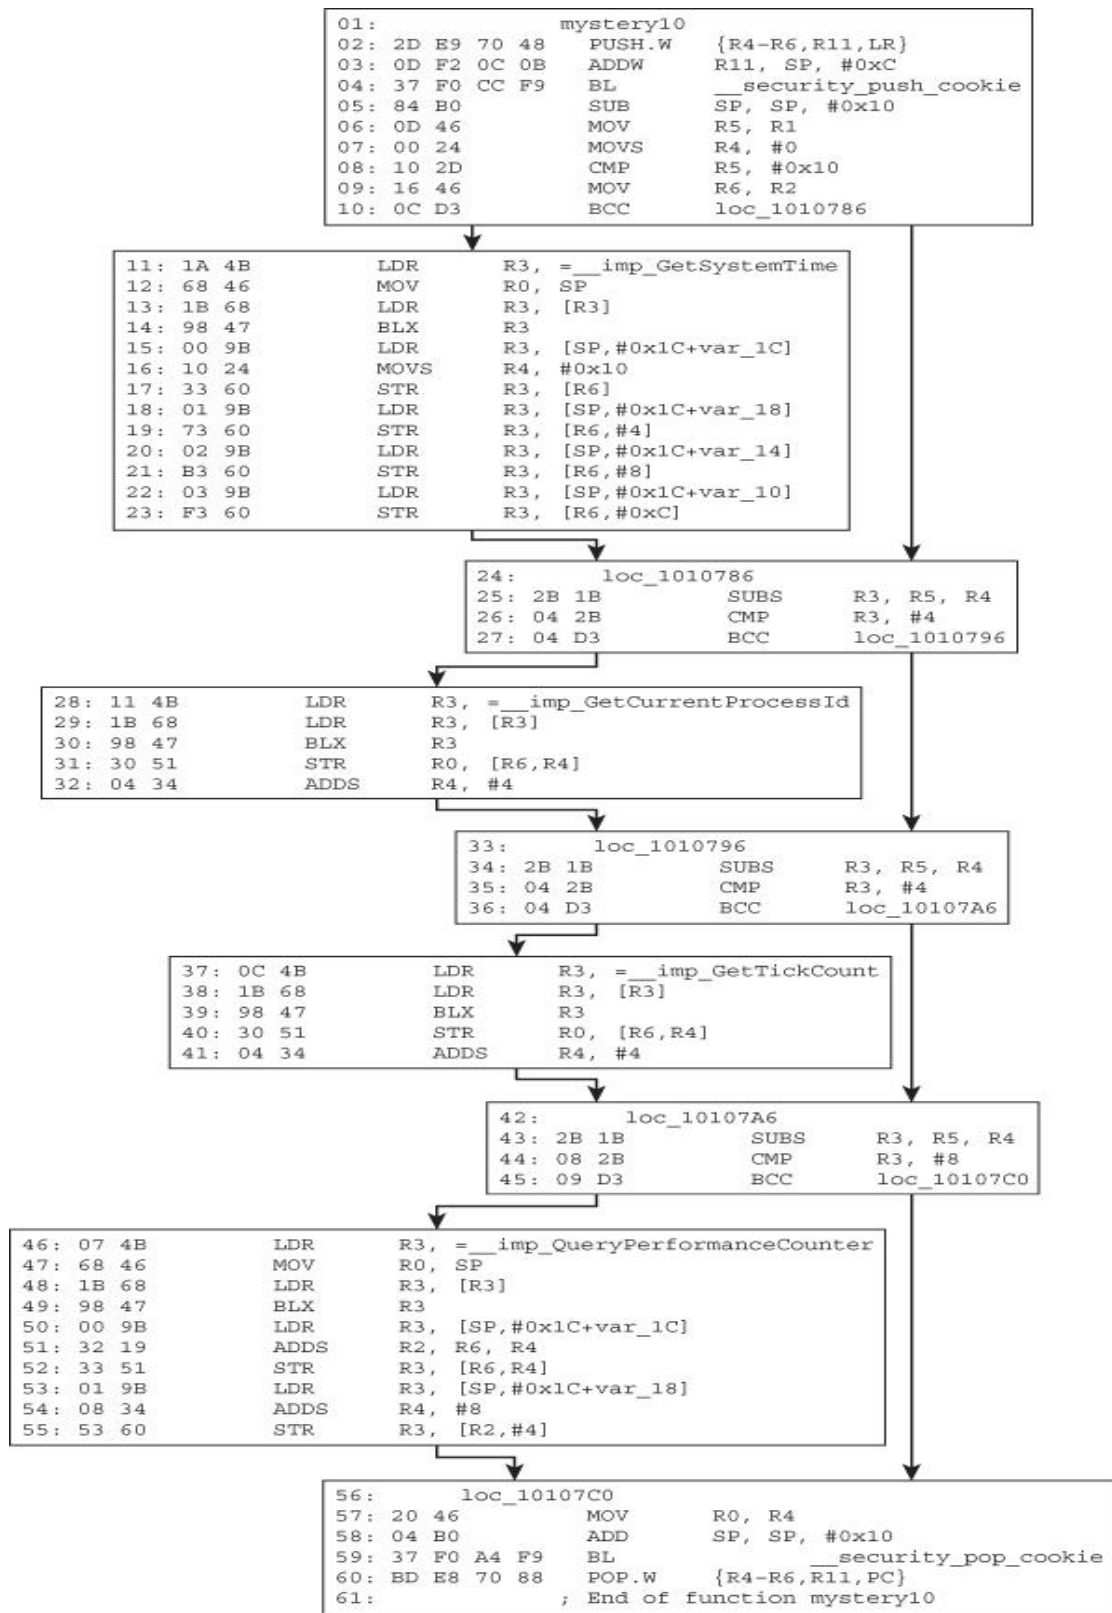 01: mystery10
02: 2D E9 70 48 PUSH.W {R4-R6,R11,LR}
03: 0D F2 0C 0B ADDW R11, SP, #0xC
04: 37 F0 CC F9 BL __security_push_cookie
05: 84 B0 SUB SP, SP, #0x10
06: 0D 46 MOV R5, R1
07: 00 24 MOVS R4, #0
08: 10 2D CMP R5, #0x10
09: 16 46 MOV R6, R2
10: 0C D3 BCC loc_1010786
11: 1A 4B LDR R3, =__imp_GetSystemTime
12: 68 46 MOV R0, SP
13: 1B 68 LDR R3, [R3]
14: 98 47 BLX R3
15: 00 9B LDR R3, [SP,#0x1C+var_1C]
16: 10 24 MOVS R4, #0x10
17: 33 60 STR R3, [R6]
18: 01 9B LDR R3, [SP,#0x1C+var_18]
19: 73 60 STR R3, [R6,#4]
20: 02 9B LDR R3, [SP,#0x1C+var_14]
21: B3 60 STR R3, [R6,#8]
22: 03 9B LDR R3, [SP,#0x1C+var_10]
23: F3 60 STR R3, [R6,#0xC]
24: loc_1010786
25: 2B 1B SUBS R3, R5, R4
26: 04 2B CMP R3, #4
27: 04 D3 BCC loc_1010796
28: 11 4B LDR R3, =__imp_GetCurrentProcessId
29: 1B 68 LDR R3, [R3]
30: 98 47 BLX R3
31: 30 51 STR R0, [R6,R4]
32: 04 34 ADDS R4, #4
33: loc_1010796
34: 2B 1B SUBS R3, R5, R4
35: 04 2B CMP R3, #4
36: 04 D3 BCC loc_10107A6
37: 0C 4B LDR R3, =__imp_GetTickCount
38: 1B 68 LDR R3, [R3]
39: 98 47 BLX R3
40: 30 51 STR R0, [R6,R4]
41: 04 34 ADDS R4, #4
42: loc_10107A6
43: 2B 1B SUBS R3, R5, R4
44: 08 2B CMP R3, #8
45: 09 D3 BCC loc_10107C0
46: 07 4B LDR R3, =__imp_QueryPerformanceCounter
47: 68 46 MOV R0, SP
48: 1B 68 LDR R3, [R3]
49: 98 47 BLX R3
50: 00 9B LDR R3, [SP,#0x1C+var_1C]
51: 32 19 ADDS R2, R6, R4
52: 33 51 STR R3, [R6,R4]
53: 01 9B LDR R3, [SP,#0x1C+var_18]
54: 08 34 ADDS R4, #8
55: 53 60 STR R3, [R2,#4]
56: loc_10107C0
57: 20 46 MOV R0, R4
58: 04 B0 ADD SP, SP, #0x10
59: 37 F0 A4 F9 BL __security_pop_cookie
60: BD E8 70 88 POP.W {R4-R6,R11,PC}
61: ; End of function mystery10